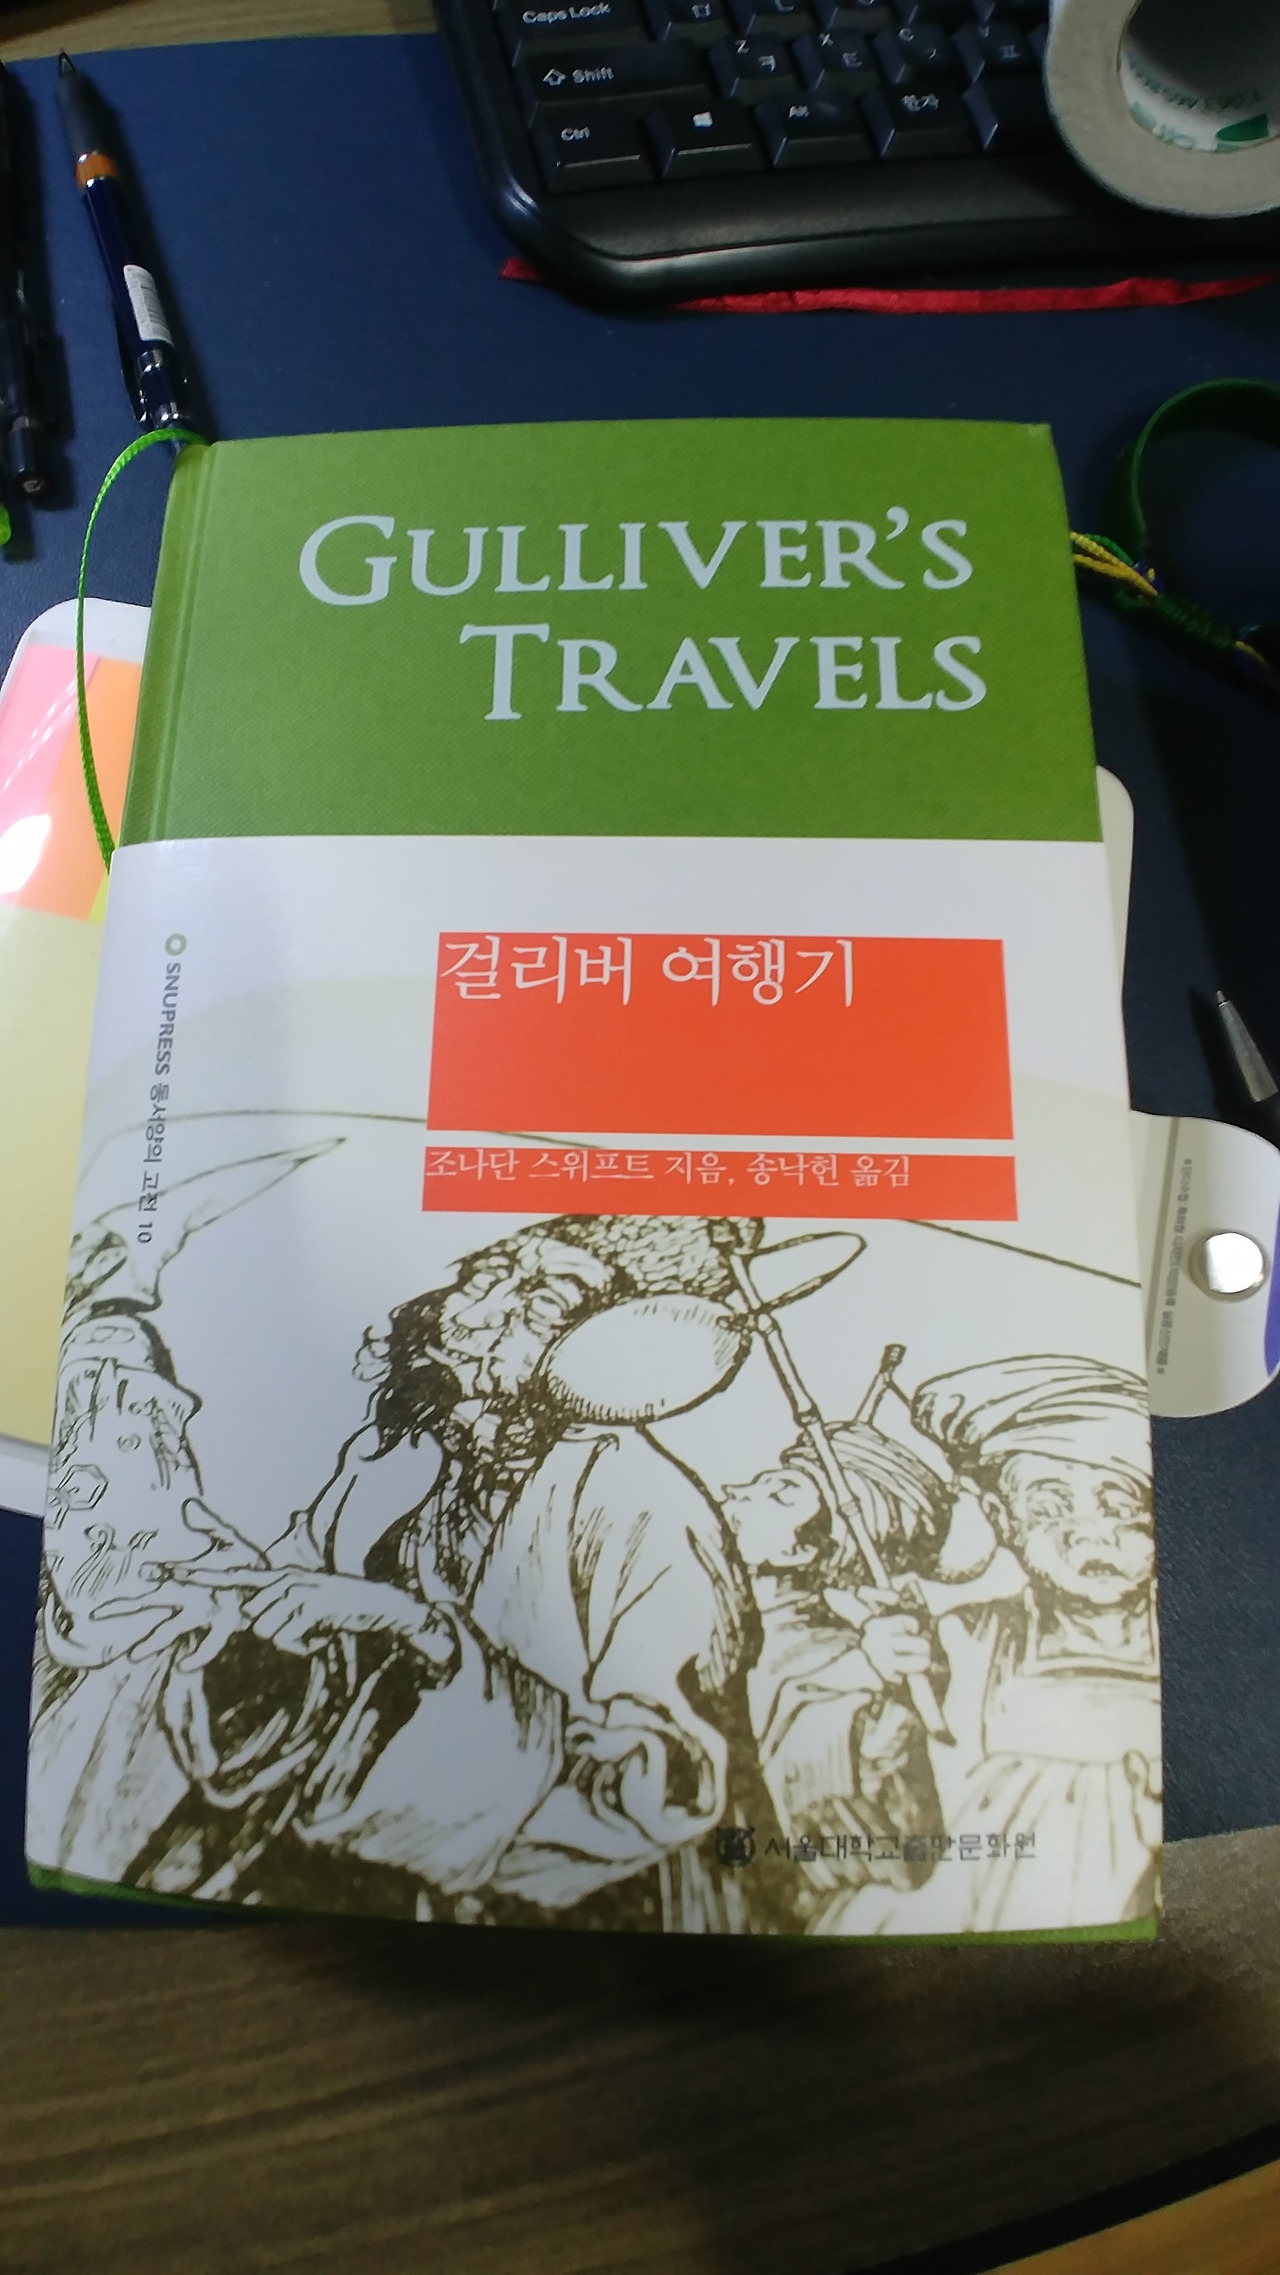 Caps Lock
ㅁ
Shift
Z
ㅋ
X
ㅌ
C
ㅊ
V
ㅍ
Ctrl
Alt
한자
GULLIVER'S
TRAVELS
걸리버 여행기
조나단 스위프트 지음, 송낙헌 옮김
SNUPRESS 동서양의 고전 10
서울대학교출판문화원